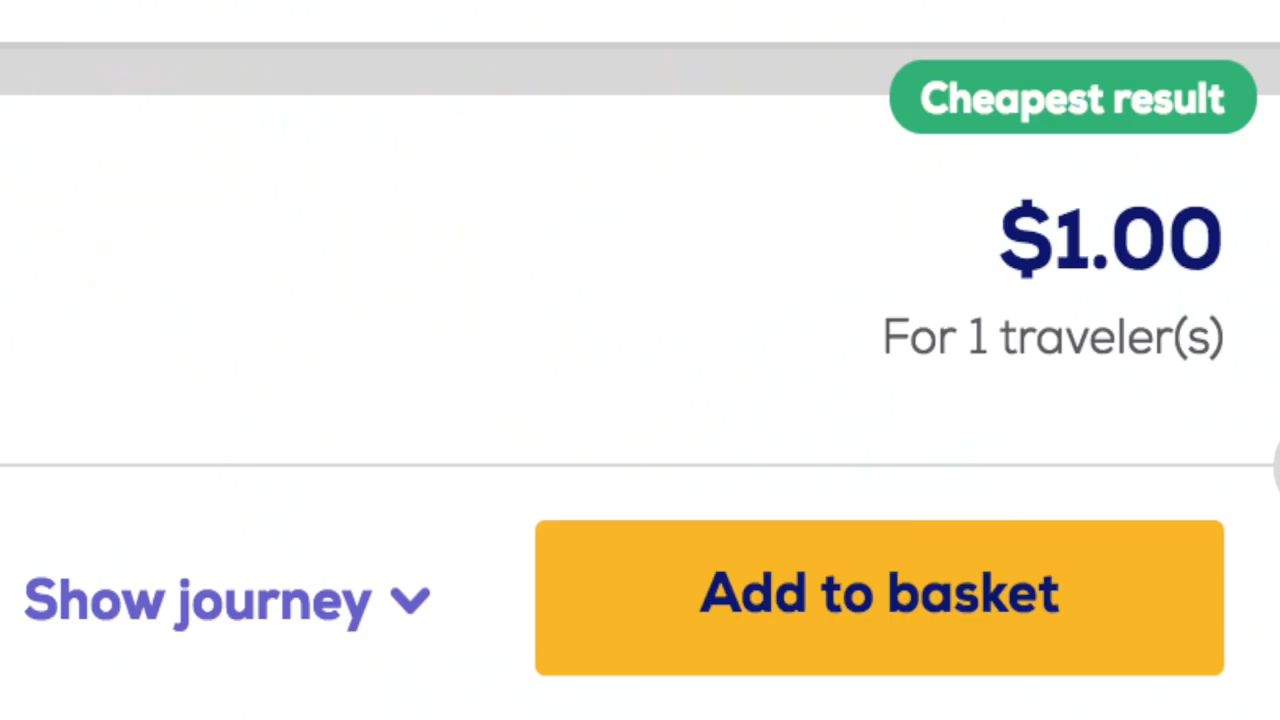 Cheapest result
$1.00
For 1 traveler(s)
Show journey
Add to basket